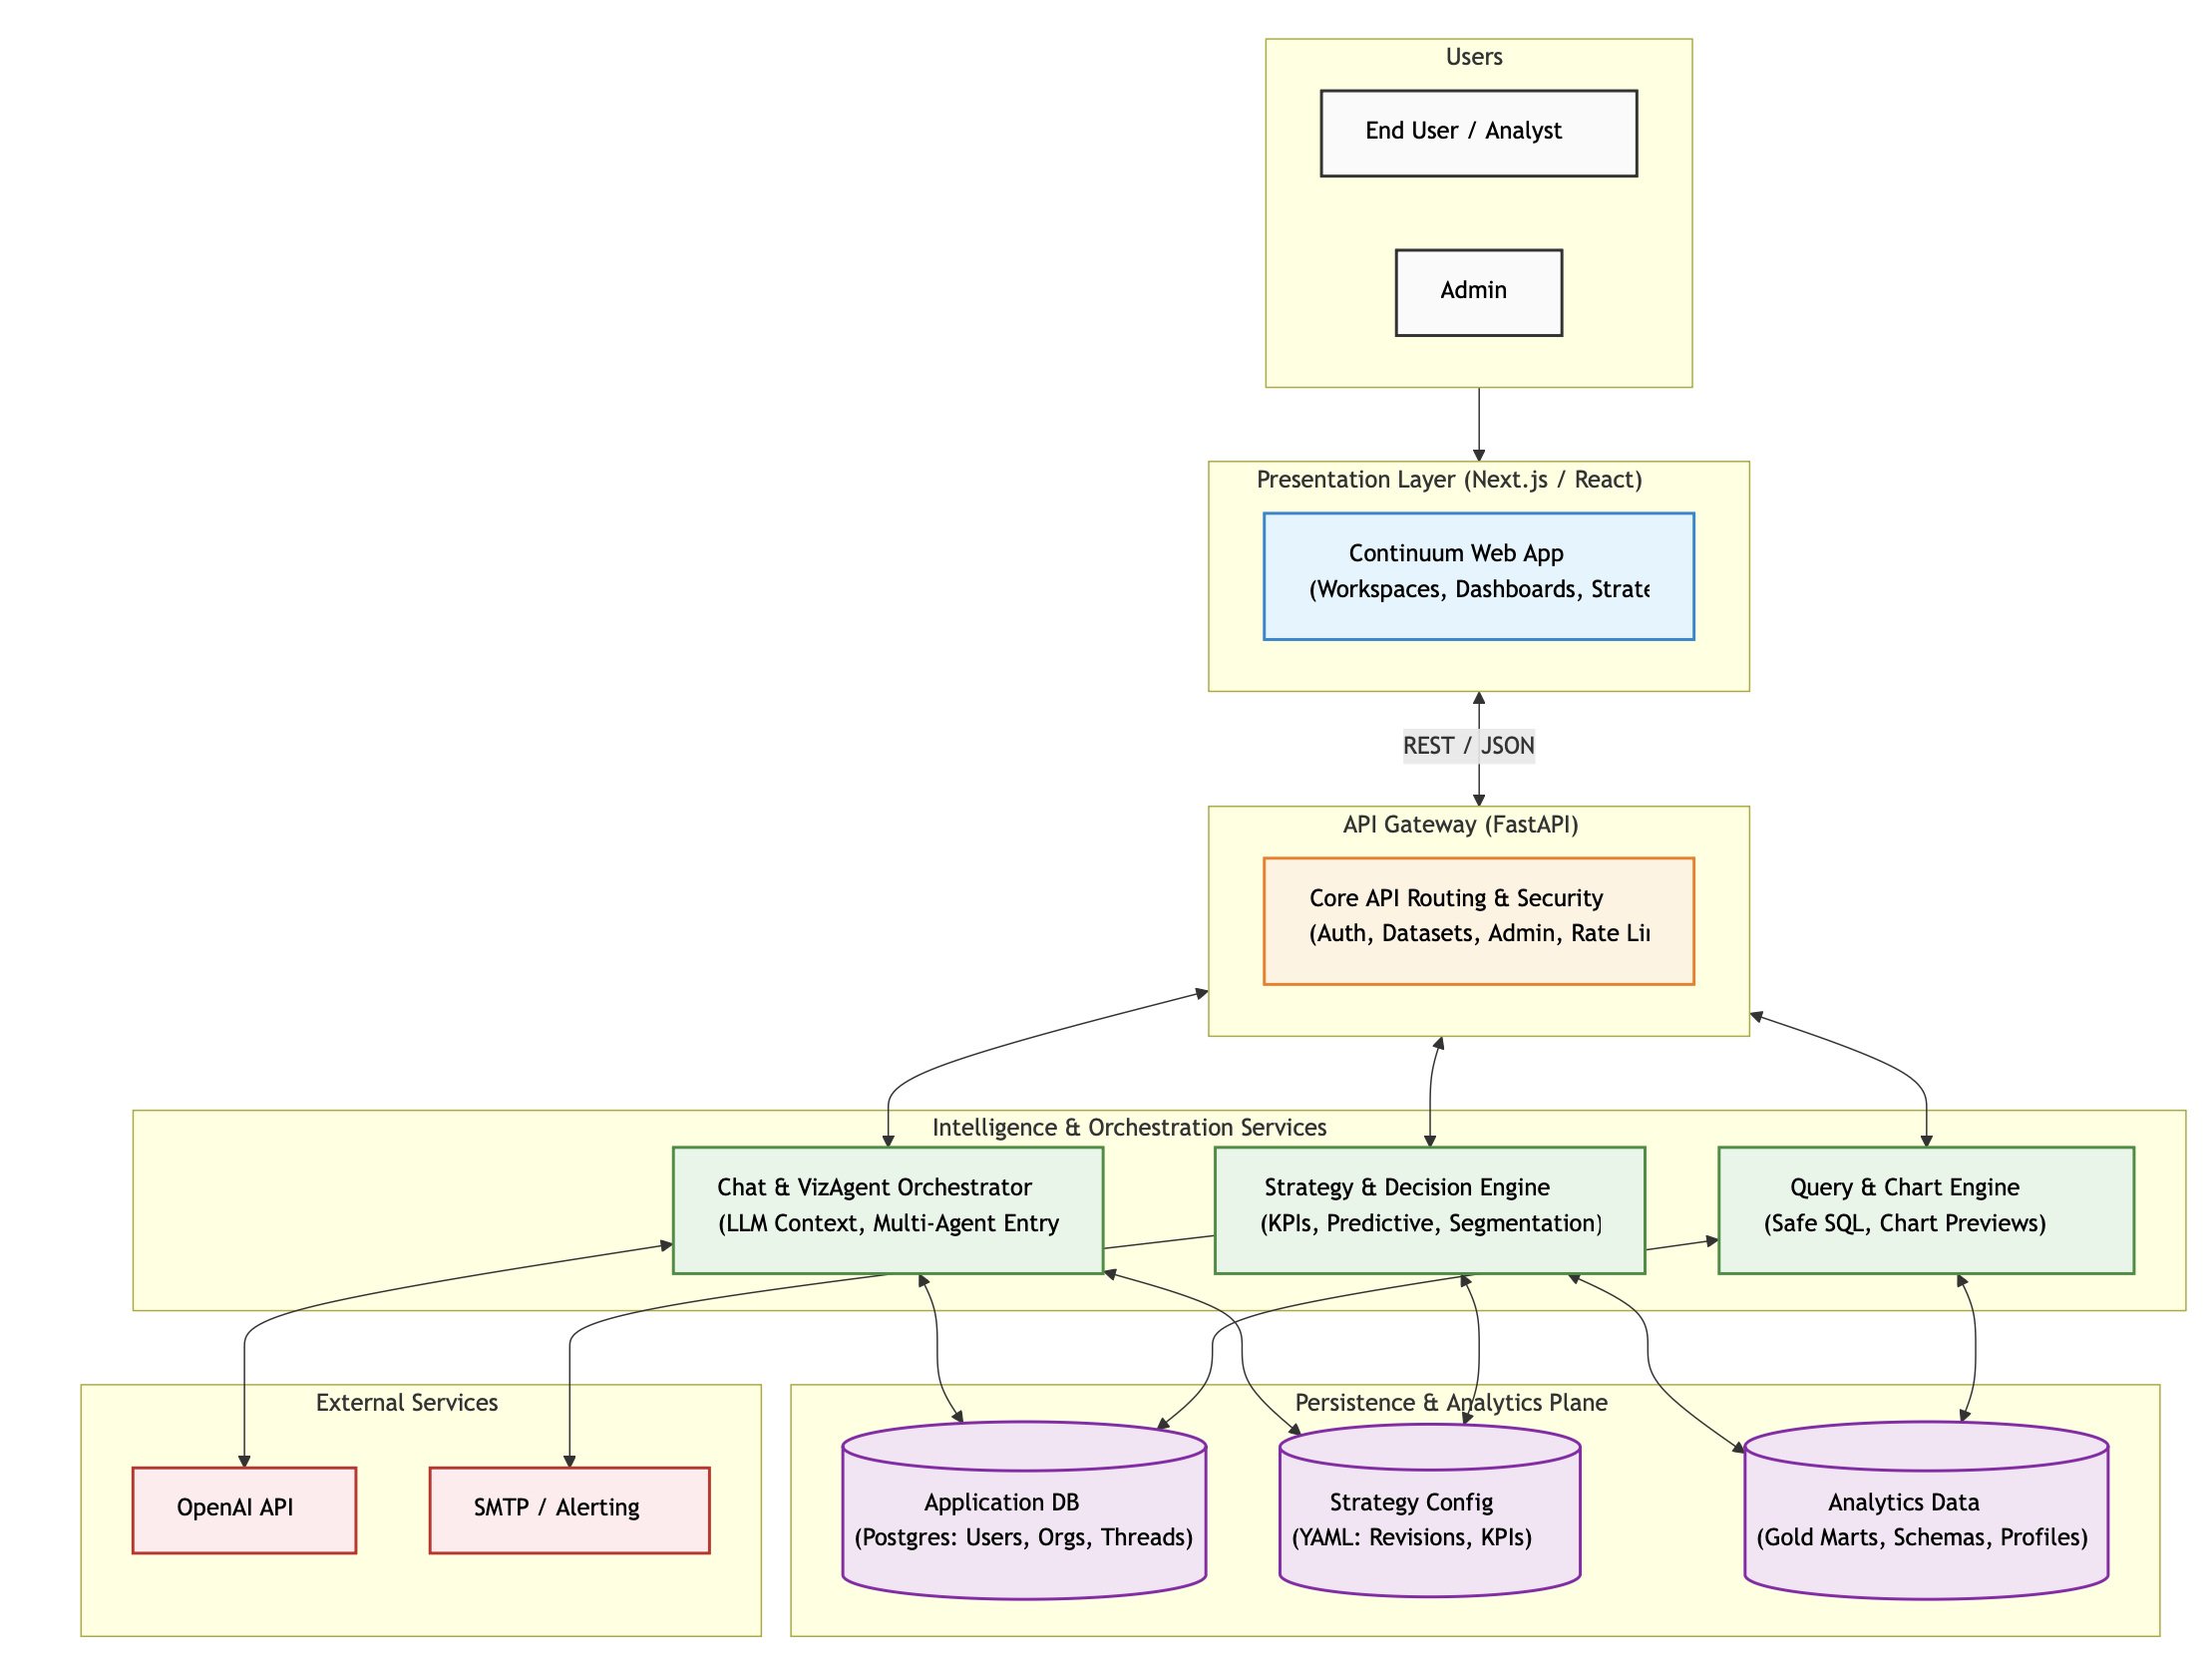 Users
End User / Analyst
Admin
Presentation Layer (Next.js / React)
Continuum Web App
(Workspaces, Dashboards, Strate
REST / JSON
API Gateway (FastAPI)
Core API Routing & Security
(Auth, Datasets, Admin, Rate Lir
Intelligence & Orchestration Services
Chat & VizAgent Orchestrator
(LLM Context, Multi-Agent Entry
Strategy & Decision Engine
(KPIs, Predictive, Segmentation)
Query & Chart Engine
(Safe SQL, Chart Previews)
External Services
OpenAI API
SMTP / Alerting
Persistence & Analytics Plane
Application DB
(Postgres: Users, Orgs, Threads)
Strategy Config
(YAML: Revisions, KPIs)
Analytics Data
(Gold Marts, Schemas, Profiles)